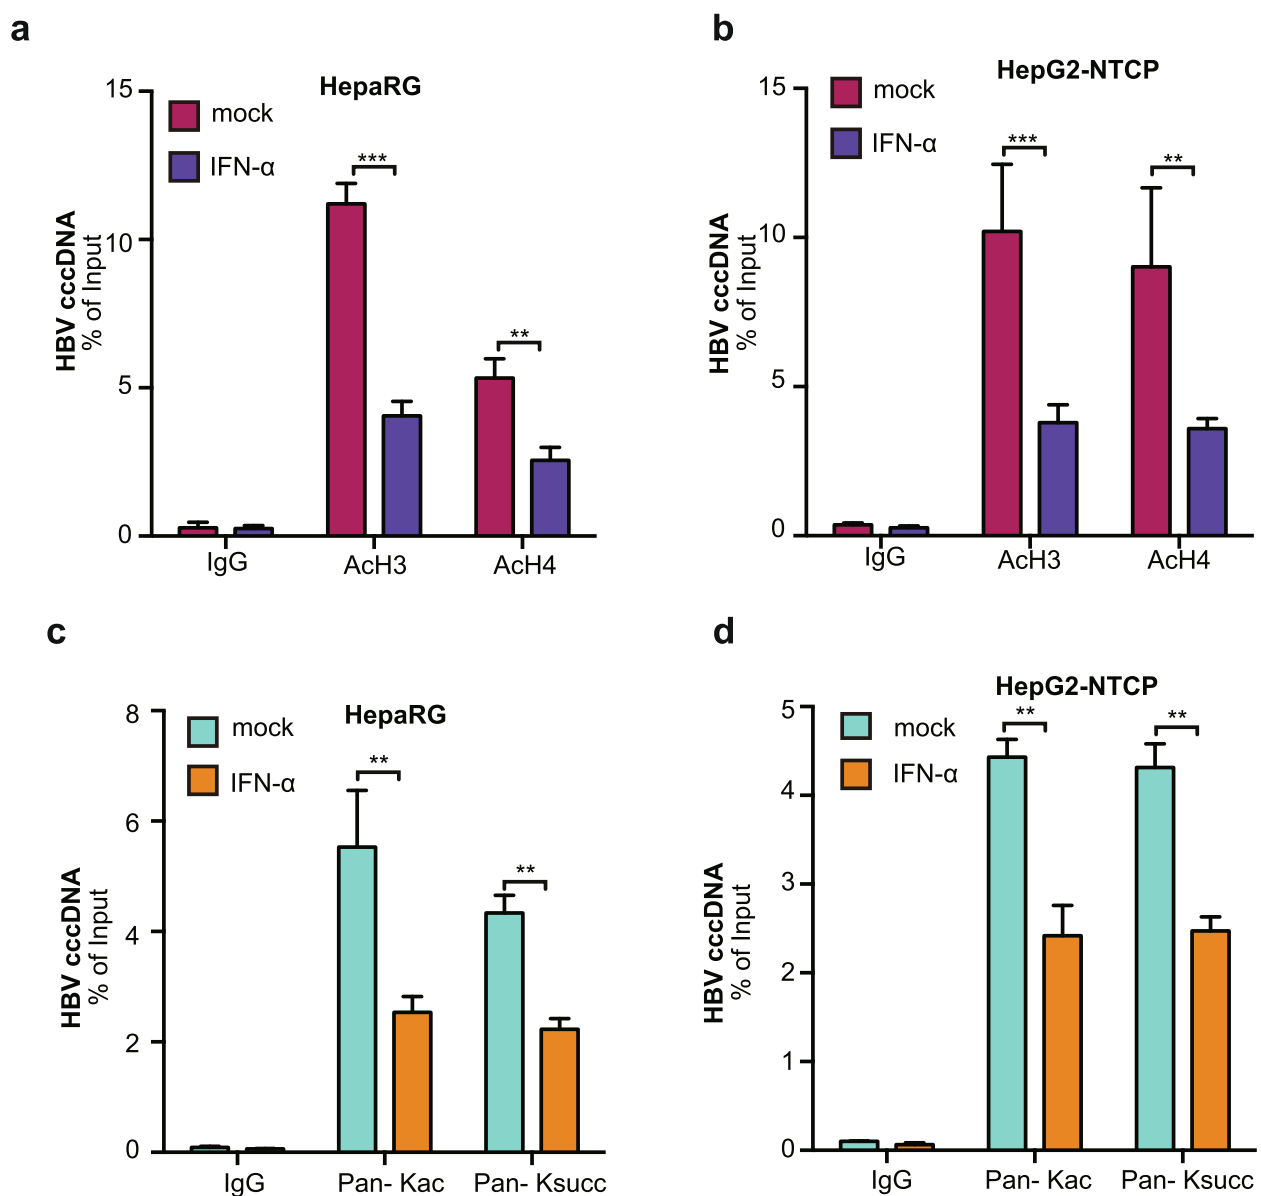 a
HepaRG
mock
IFN-α
15
10
5
0
HBV cccDNA
% of Input
***
**
IgG
AcH3
AcH4
b
HepG2-NTCP
mock
IFN-α
15
10
5
0
HBV cccDNA
% of Input
***
**
IgG
AcH3
AcH4
c
HepaRG
mock
IFN-α
8
6
4
2
0
HBV cccDNA
% of Input
**
**
IgG
Pan- Kac
Pan- Ksucc
d
HepG2-NTCP
mock
IFN-α
5
4
3
2
1
0
HBV cccDNA
% of Input
**
**
IgG
Pan- Kac
Pan- Ksucc